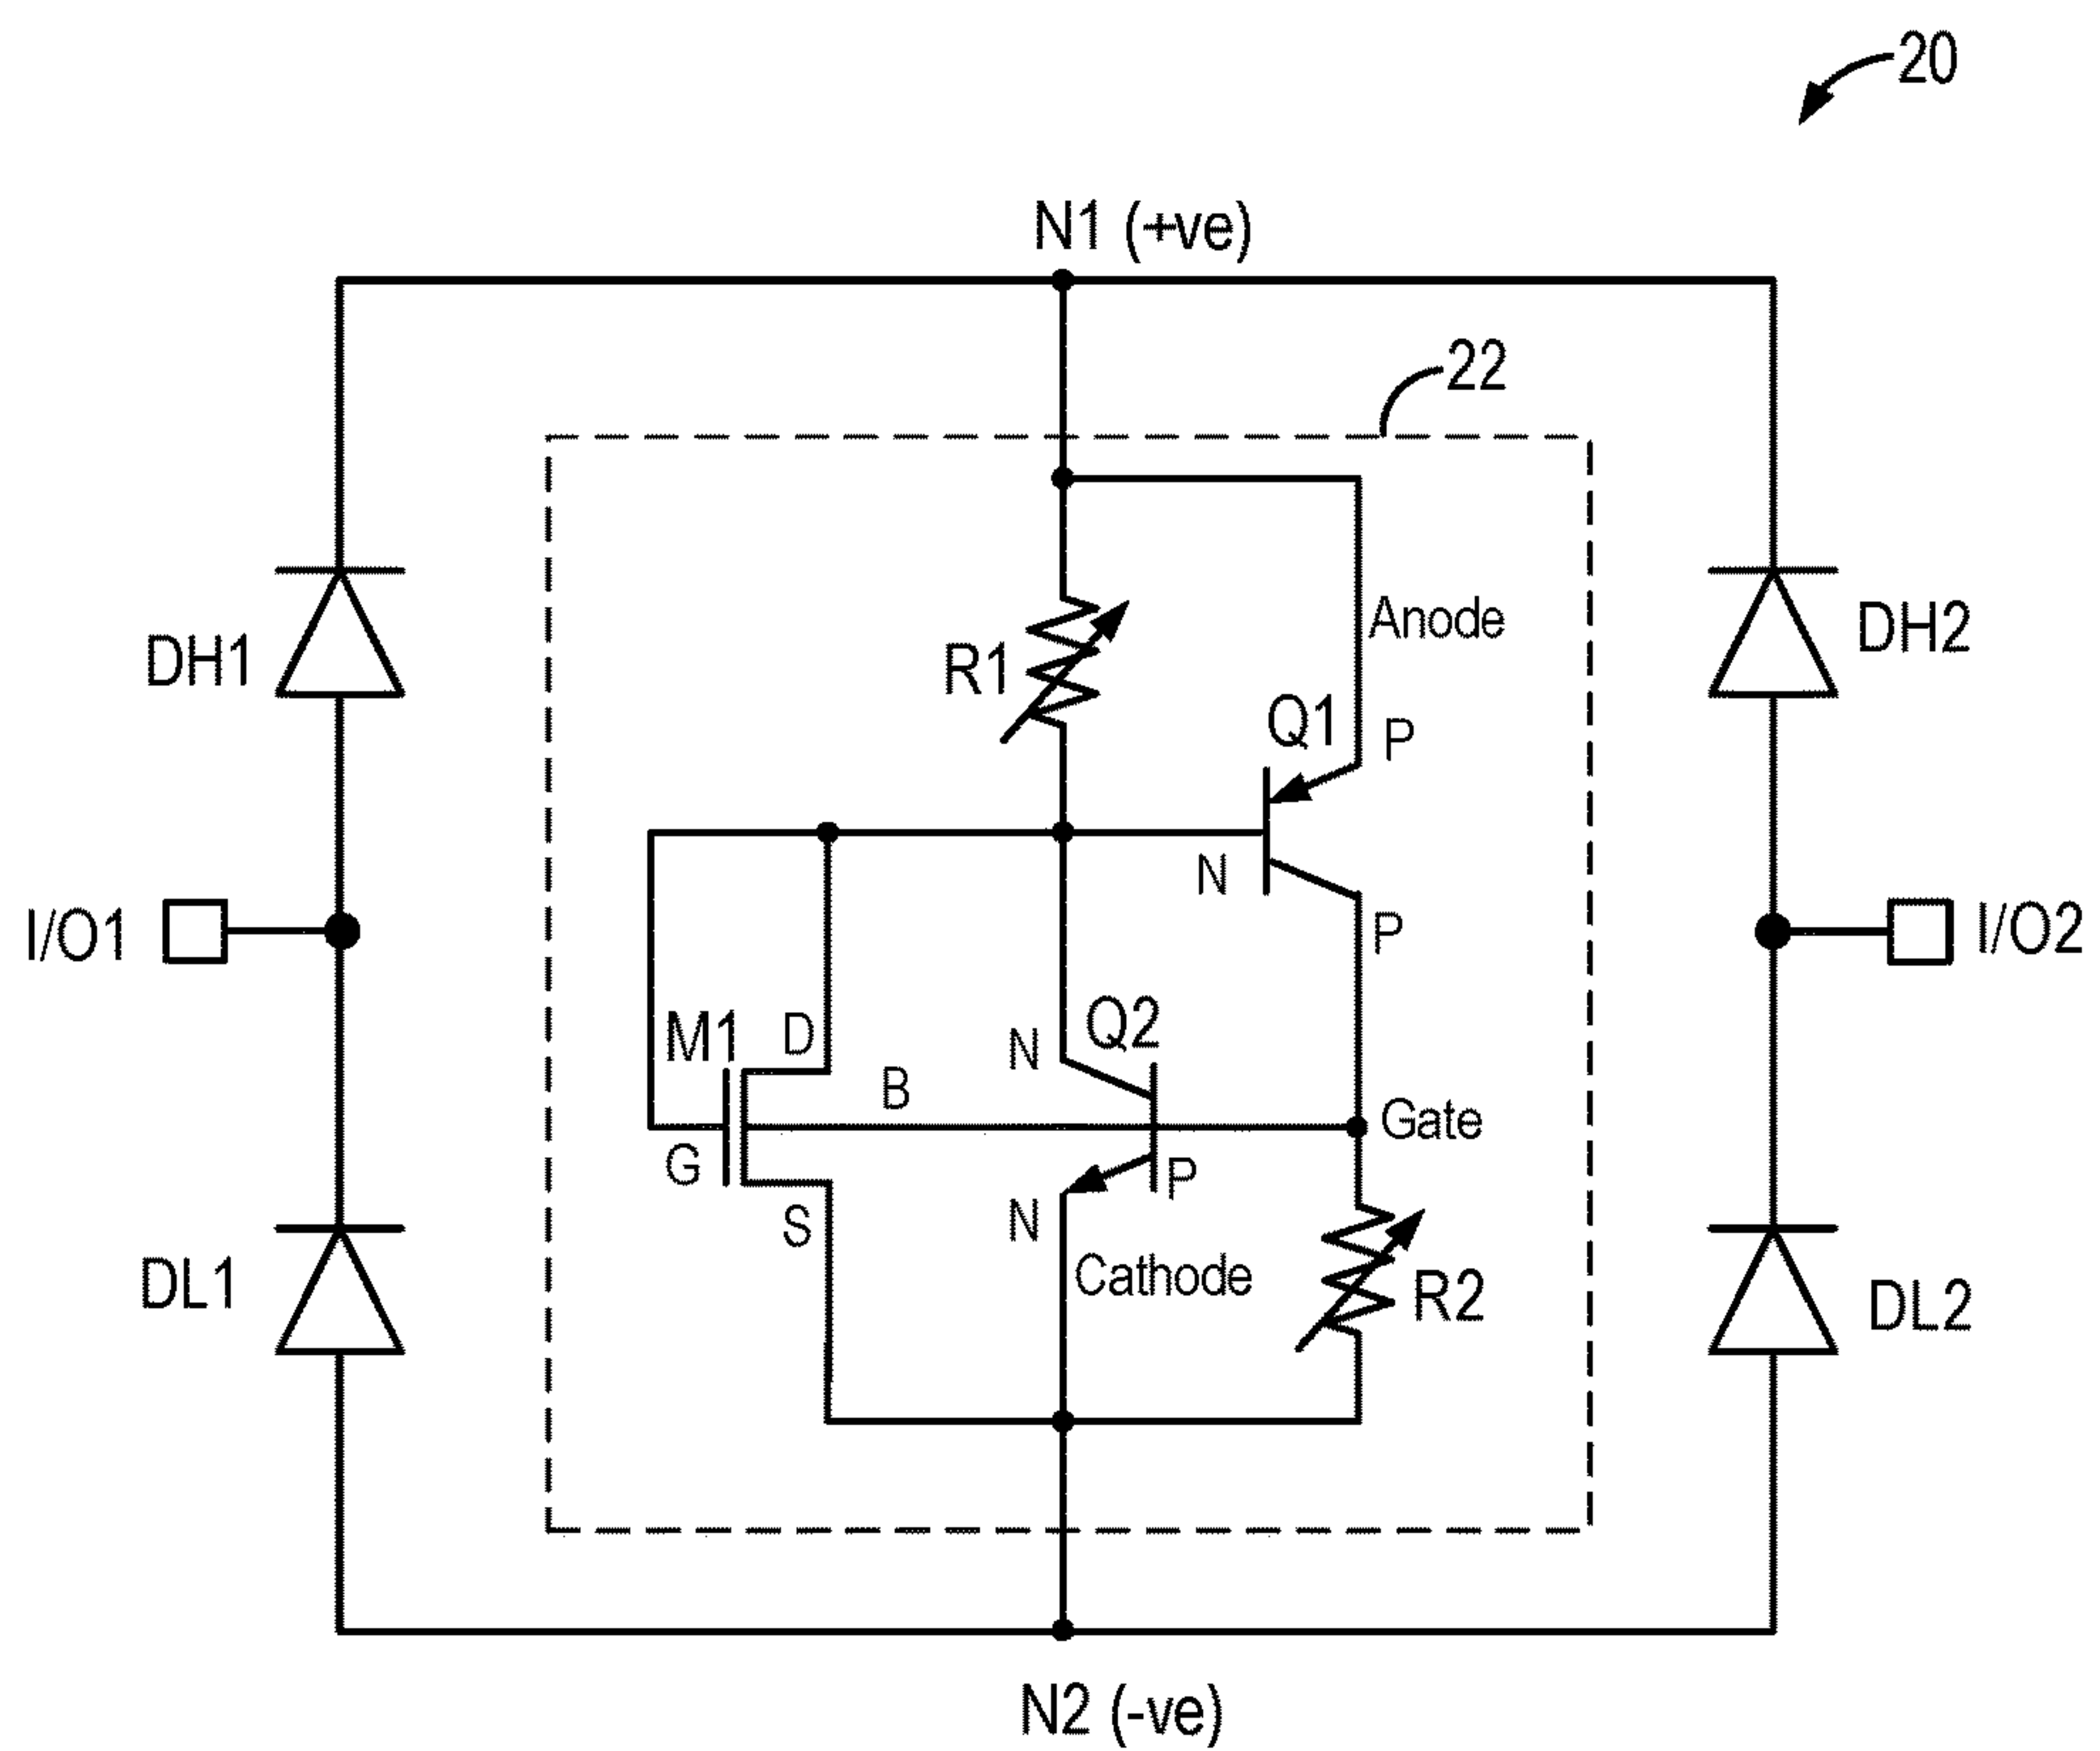 20
N1 (+ve)
22
Anode
DH1
R1
Q1
P
DH2
N
P
I/O1
I/O2
M1
D
N
Q2
B
Gate
G
P
S
N
Cathode
DL1
R2
DL2
N2 (-ve)